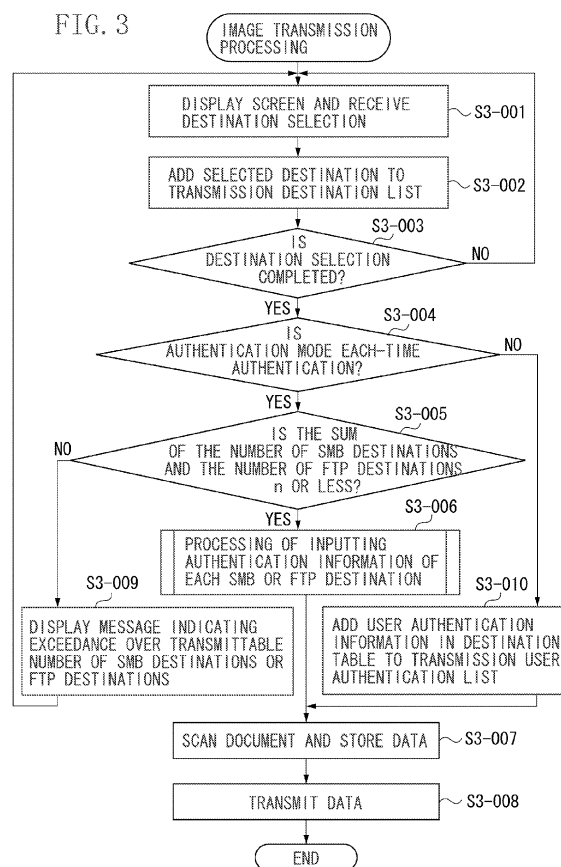 FIG. 3
IMAGE TRANSMISSION
PROCESSING
DISPLAY SCREEN AND RECEIVE
DESTINATION SELECTION
S3-001
ADD SELECTED DESTINATION TO
TRANSMISSION DESTINATION LIST
S3-002
S3-003
IS
DESTINATION SELECTION
COMPLETED?
NO
YES
S3-004
IS
AUTHENTICATION MODE EACH-TIME
AUTHENTICATION?
NO
YES
S3-005
IS THE SUM
OF THE NUMBER OF SMB DESTINATIONS
AND THE NUMBER OF FTP DESTINATIONS
n OR LESS?
NO
YES
S3-006
PROCESSING OF INPUTTING
AUTHENTICATION INFORMATION OF
EACH SMB OR FTP DESTINATION
S3-009
DISPLAY MESSAGE INDICATING
EXCEEDANCE OVER TRANSMITTABLE
NUMBER OF SMB DESTINATIONS OR
FTP DESTINATIONS
S3-010
ADD USER AUTHENTICATION
INFORMATION IN DESTINATION
TABLE TO TRANSMISSION USER
AUTHENTICATION LIST
SCAN DOCUMENT AND STORE DATA
S3-007
TRANSMIT DATA
S3-008
END